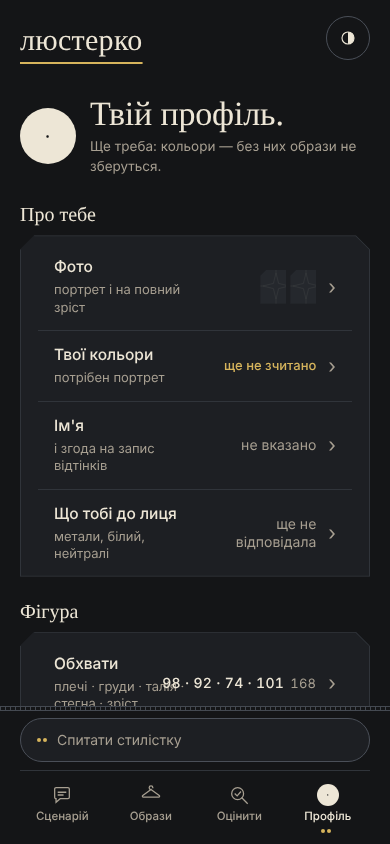 люстерко
Твій профіль.
Ще треба: кольори — без них образи не
зберуться.
Про тебе
Фото
портрет і на повний
зріст
Твої кольори
потрібен портрет
ще не зчитано
Ім'я
і згода на запис
відтінків
не вказано
Що тобі до лиця
метали, білий,
нейтралі
ще не
відповідала
Фігура
Обхвати
плечі · груди · талія ·
98 · 92 · 74 · 101 168
стегна · зріст
Спитати стилістку
Сценарій
Образи
Оцінити
Профіль